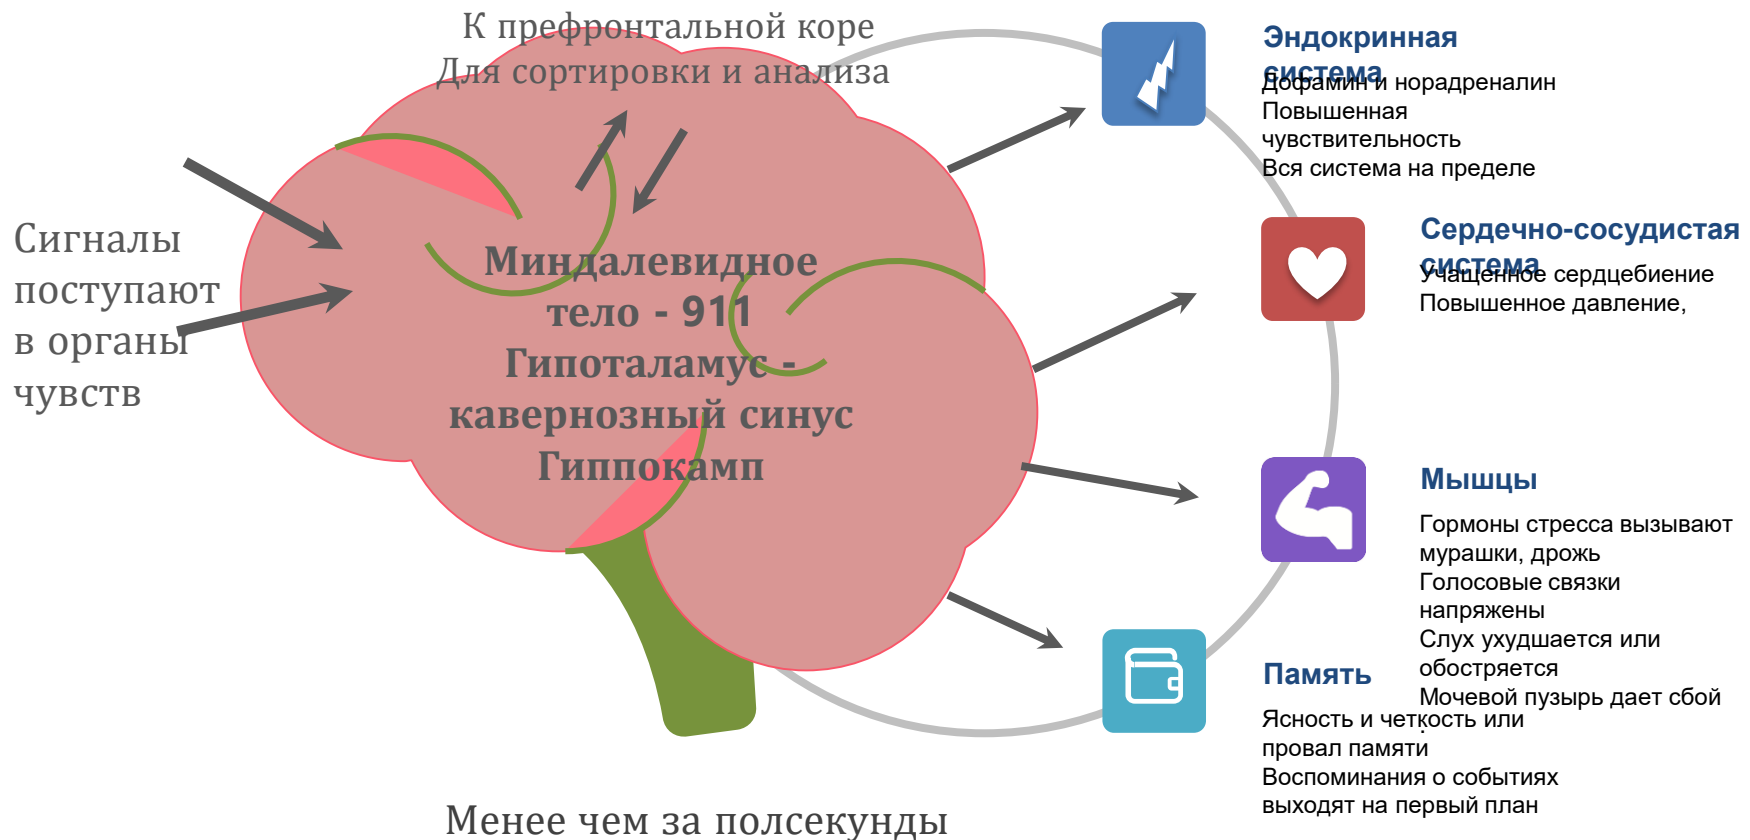 К префронтальной коре
Для сортировки и анализа
Сигналы
поступают
в органы
чувств
Миндалевидное
тело - 911
Гипоталамус -
кавернозный синус
Гиппокамп
Эндокринная
система
Дофамин и норадреналин
Повышенная
чувствительность
Вся система на пределе
Сердечно-сосудистая
система
Учащенное сердцебиение
Повышенное давление,
Мышцы
Гормоны стресса вызывают
мурашки, дрожь
Голосовые связки
напряжены
Слух ухудшается или
обостряется
Мочевой пузырь дает сбой
.
Память
Ясность и четкость или
провал памяти
Воспоминания о событиях
выходят на первый план
Менее чем за полсекунды